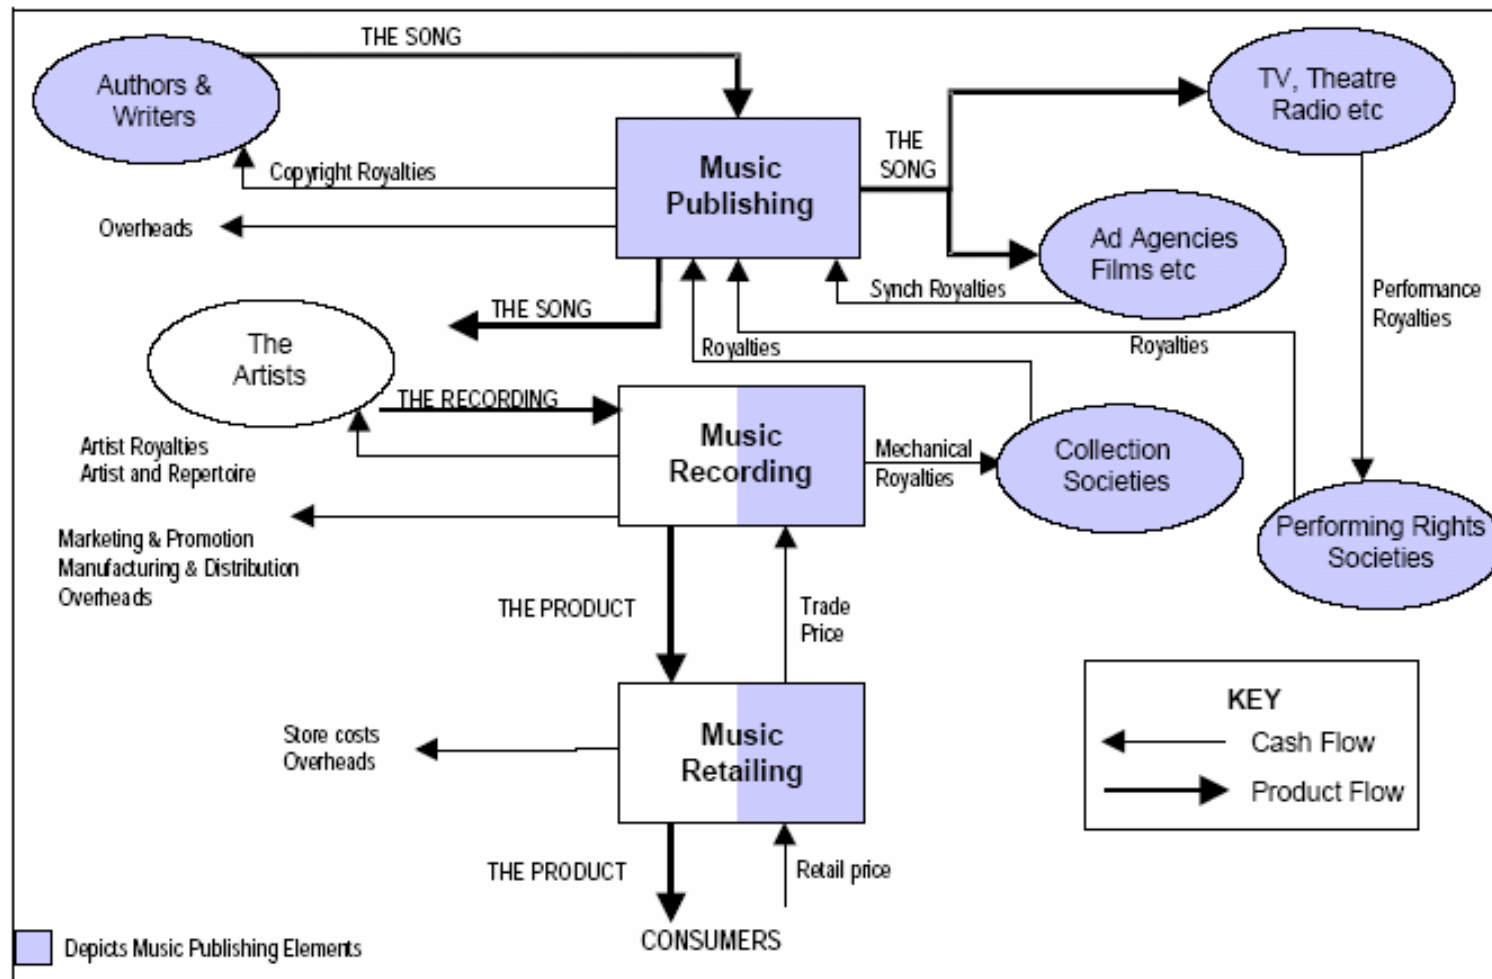 THE SONG
Authors &
Writers
TV, Theatre
Radio etc
THE
SONG
Music
Publishing
Copyright Royalties
Overheads
Ad Agencies
Films etc
Synch Royalties
Performance
Royalties
THE SONG
The
Artists
Royalties
Royalties
THE RECORDING
Music
Recording
Mechanical
Royalties
Collection
Societies
Artist Royalties
Artist and Repertoire
Performing Rights
Societies
Marketing & Promotion
Manufacturing & Distribution
Overheads
THE PRODUCT
Trade
Price
KEY
Cash Flow
Product Flow
Music
Retailing
Store costs
Overheads
THE PRODUCT
Retail price
CONSUMERS
Depicts Music Publishing Elements